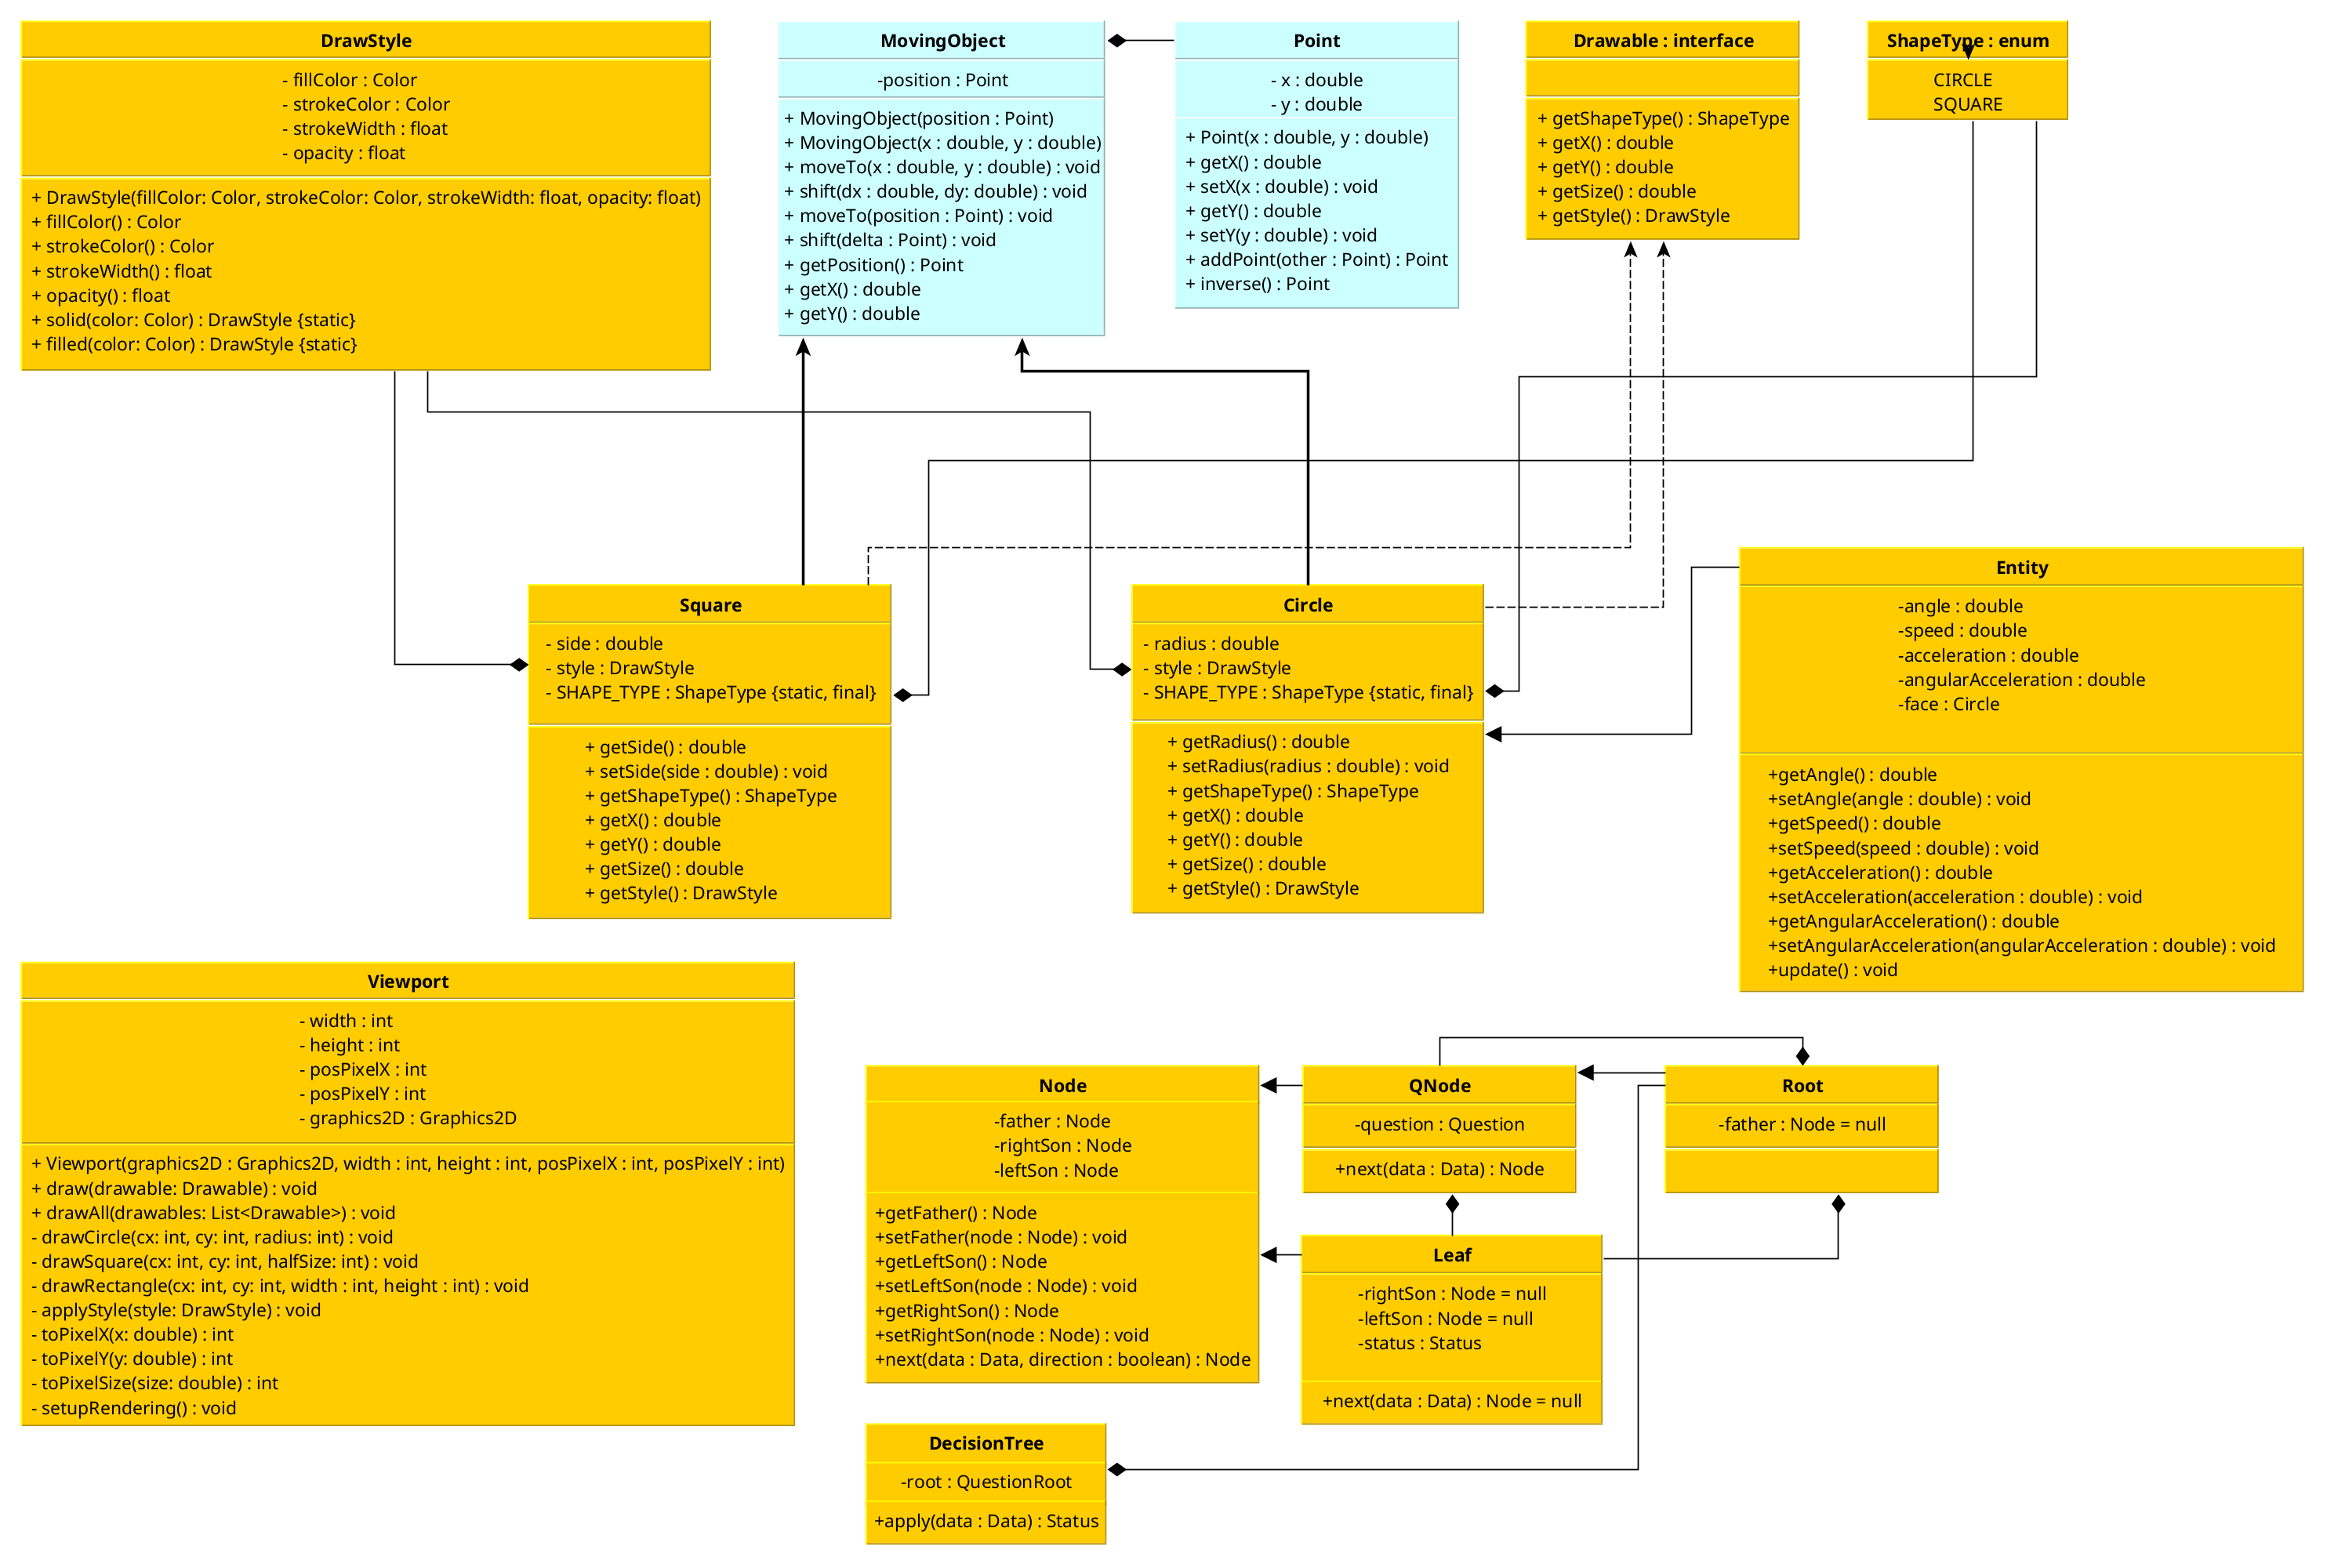 DrawStyle
- fillColor : Color
- strokeColor : Color
- strokeWidth : float
- opacity : float
+ DrawStyle(fillColor: Color, strokeColor: Color, strokeWidth: float, opacity: float)
+ fillColor() : Color
+ strokeColor() : Color
+ strokeWidth() : float
+ opacity() : float
+ solid(color: Color) : DrawStyle {static}
+ filled(color: Color) : DrawStyle {static}
MovingObject
-position : Point
+ MovingObject(position : Point)
+ MovingObject(x : double, y : double)
+ moveTo(x : double, y : double) : void
+ shift(dx : double, dy: double) : void
+ moveTo(position : Point) : void
+ shift(delta : Point) : void
+ getPosition() : Point
+ getX() : double
+ getY() : double
Point
- x : double
- y : double
+ Point(x : double, y : double)
+ getX() : double
+ setX(x : double) : void
+ getY() : double
+ setY(y : double) : void
+ addPoint(other : Point) : Point
+ inverse() : Point
Drawable : interface
+ getShapeType() : ShapeType
+ getX() : double
+ getY() : double
+ getSize() : double
+ getStyle() : DrawStyle
ShapeType : enum
CIRCLE
SQUARE
Square
- side : double
- style : DrawStyle
- SHAPE_TYPE : ShapeType {static, final}
+ getSide() : double
+ setSide(side : double) : void
+ getShapeType() : ShapeType
+ getX() : double
+ getY() : double
+ getSize() : double
+ getStyle() : DrawStyle
Circle
- radius : double
- style : DrawStyle
- SHAPE_TYPE : ShapeType {static, final}
+ getRadius() : double
+ setRadius(radius : double) : void
+ getShapeType() : ShapeType
+ getX() : double
+ getY() : double
+ getSize() : double
+ getStyle() : DrawStyle
Entity
-angle : double
-speed : double
-acceleration : double
-angularAcceleration : double
-face : Circle
+getAngle() : double
+setAngle(angle : double) : void
+getSpeed() : double
+setSpeed(speed : double) : void
+getAcceleration() : double
+setAcceleration(acceleration : double) : void
+getAngularAcceleration() : double
+setAngularAcceleration(angularAcceleration : double) : void
+update() : void
Viewport
- width : int
- height : int
- posPixelX : int
- posPixelY : int
- graphics2D : Graphics2D
+ Viewport(graphics2D : Graphics2D, width : int, height : int, posPixelX : int, posPixelY : int)
+ draw(drawable: Drawable) : void
+ drawAll(drawables: List<Drawable>) : void
- drawCircle(cx: int, cy: int, radius: int) : void
- drawSquare(cx: int, cy: int, halfSize: int) : void
- drawRectangle(cx: int, cy: int, width : int, height : int) : void
- applyStyle(style: DrawStyle) : void
- toPixelX(x: double) : int
- toPixelY(y: double) : int
- toPixelSize(size: double) : int
- setupRendering() : void
Node
-father : Node
-rightSon : Node
-leftSon : Node
+getFather() : Node
+setFather(node : Node) : void
+getLeftSon() : Node
+setLeftSon(node : Node) : void
+getRightSon() : Node
+setRightSon(node : Node) : void
+next(data : Data, direction : boolean) : Node
QNode
-question : Question
+next(data : Data) : Node
Root
-father : Node = null
Leaf
-rightSon : Node = null
-leftSon : Node = null
-status : Status
+next(data : Data) : Node = null
DecisionTree
-root : QuestionRoot
+apply(data : Data) : Status